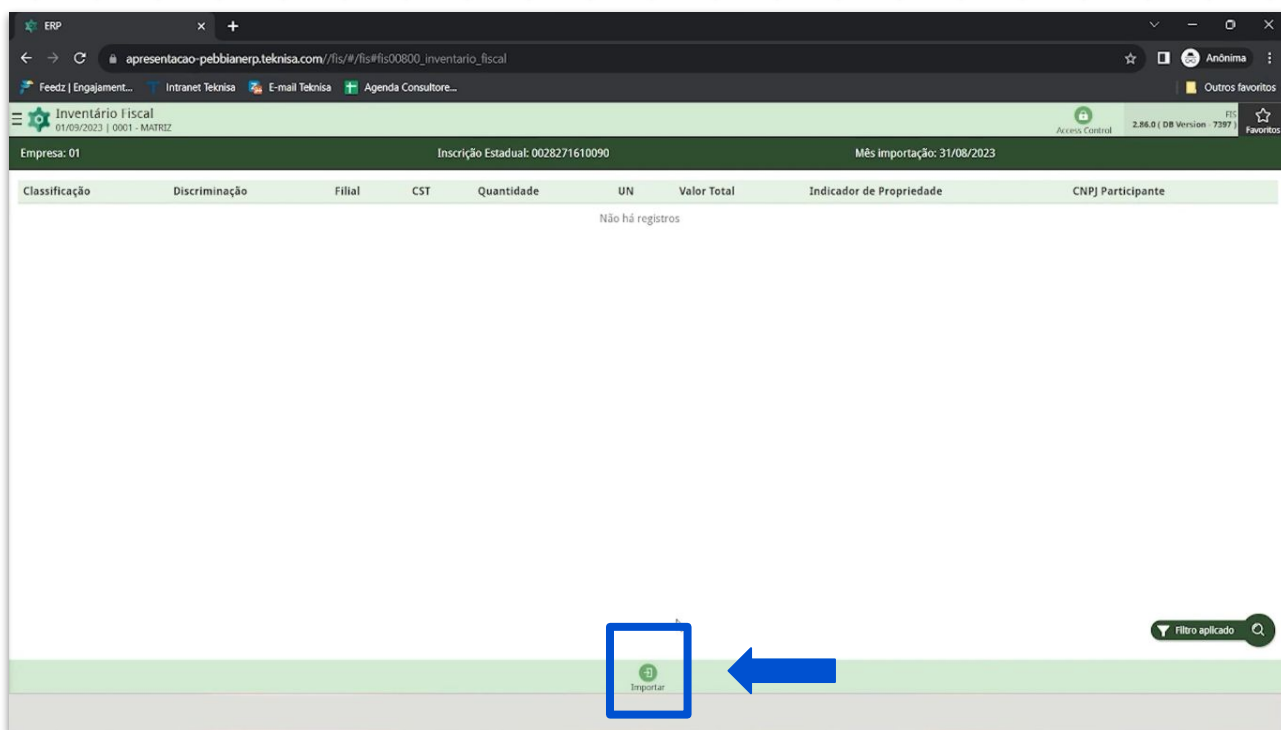 ERP
apresentacao-pebbianerp.teknisa.com//fis/#/fis#fis00800_inventario_fiscal
Anônima
Feedz | Engajament... Intranet Teknisa E-mail Teknisa Agenda Consultore... Outros favoritos
Inventário Fiscal
01/09/2023 | 0001 - MATRIZ
Access Control
FIS
2.86.0 ( DB Version - 7397 )
Favoritos
Empresa: 01 Inscrição Estadual: 0028271610090 Mês importação: 31/08/2023
Classificação Discriminação Filial CST Quantidade UN Valor Total Indicador de Propriedade CNPJ Participante
Não há registros
Filtro aplicado
Importar